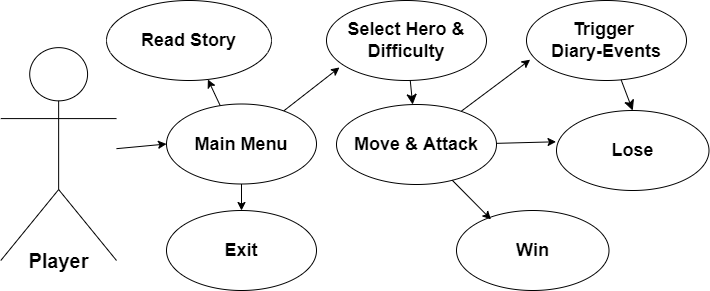 Read Story
Select Hero &
Difficulty
Trigger
Diary-Events
Main Menu
Move & Attack
Lose
Player
Exit
Win